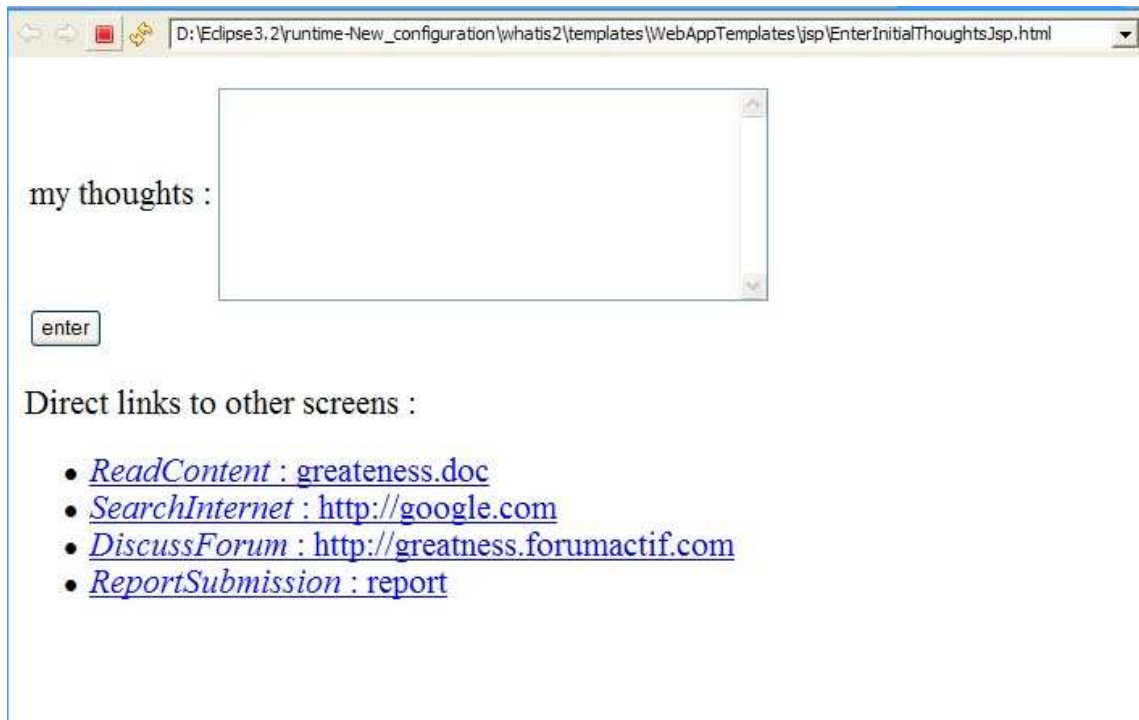 D:\Eclipse3.2\runtime-New_configuration\whatis2\templates\WebAppTemplates\jsp\EnterInitialThoughtsJsp.html
my thoughts :
enter
Direct links to other screens :
• ReadContent : greateness.doc
• SearchInternet : http://google.com
• DiscussForum : http://greatness.forumactif.com
• ReportSubmission : report